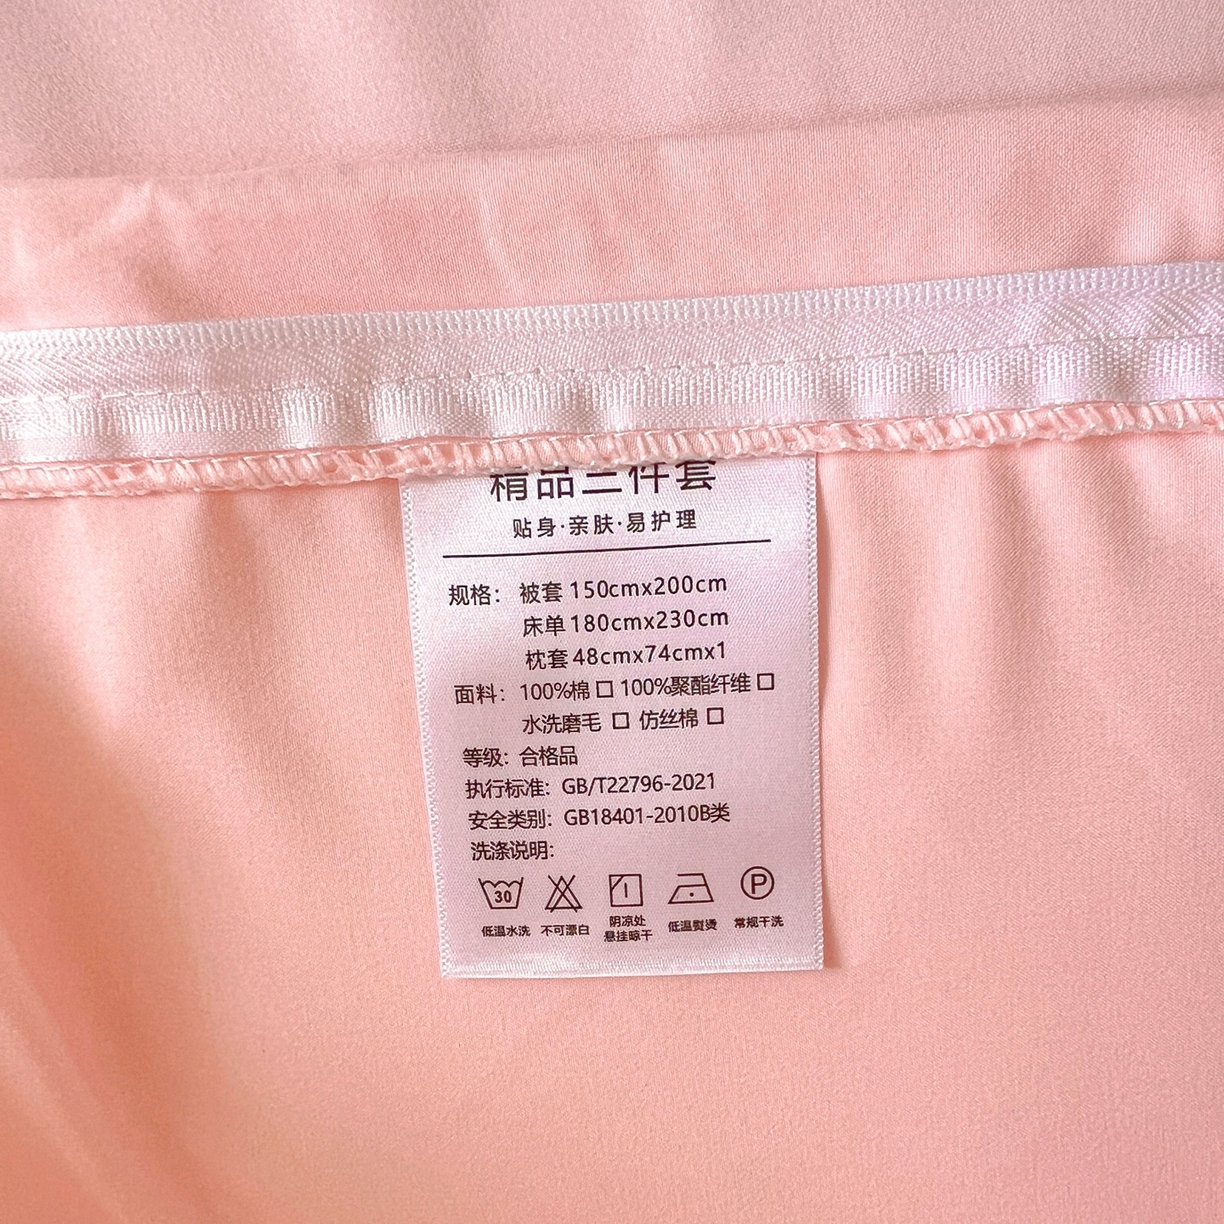 精品三件套
贴身·亲肤·易护理
规格： 被套 150cmx200cm
床单 180cmx230cm
枕套 48cmx74cmx1
面料： 100%棉 □ 100%聚酯纤维 □
水洗磨毛 □ 仿丝棉 □
等级： 合格品
执行标准： GB/T22796-2021
安全类别： GB18401-2010B类
洗涤说明：
30 P
低温水洗 不可漂白 阴凉处 低温熨烫 常规干洗
悬挂晾干